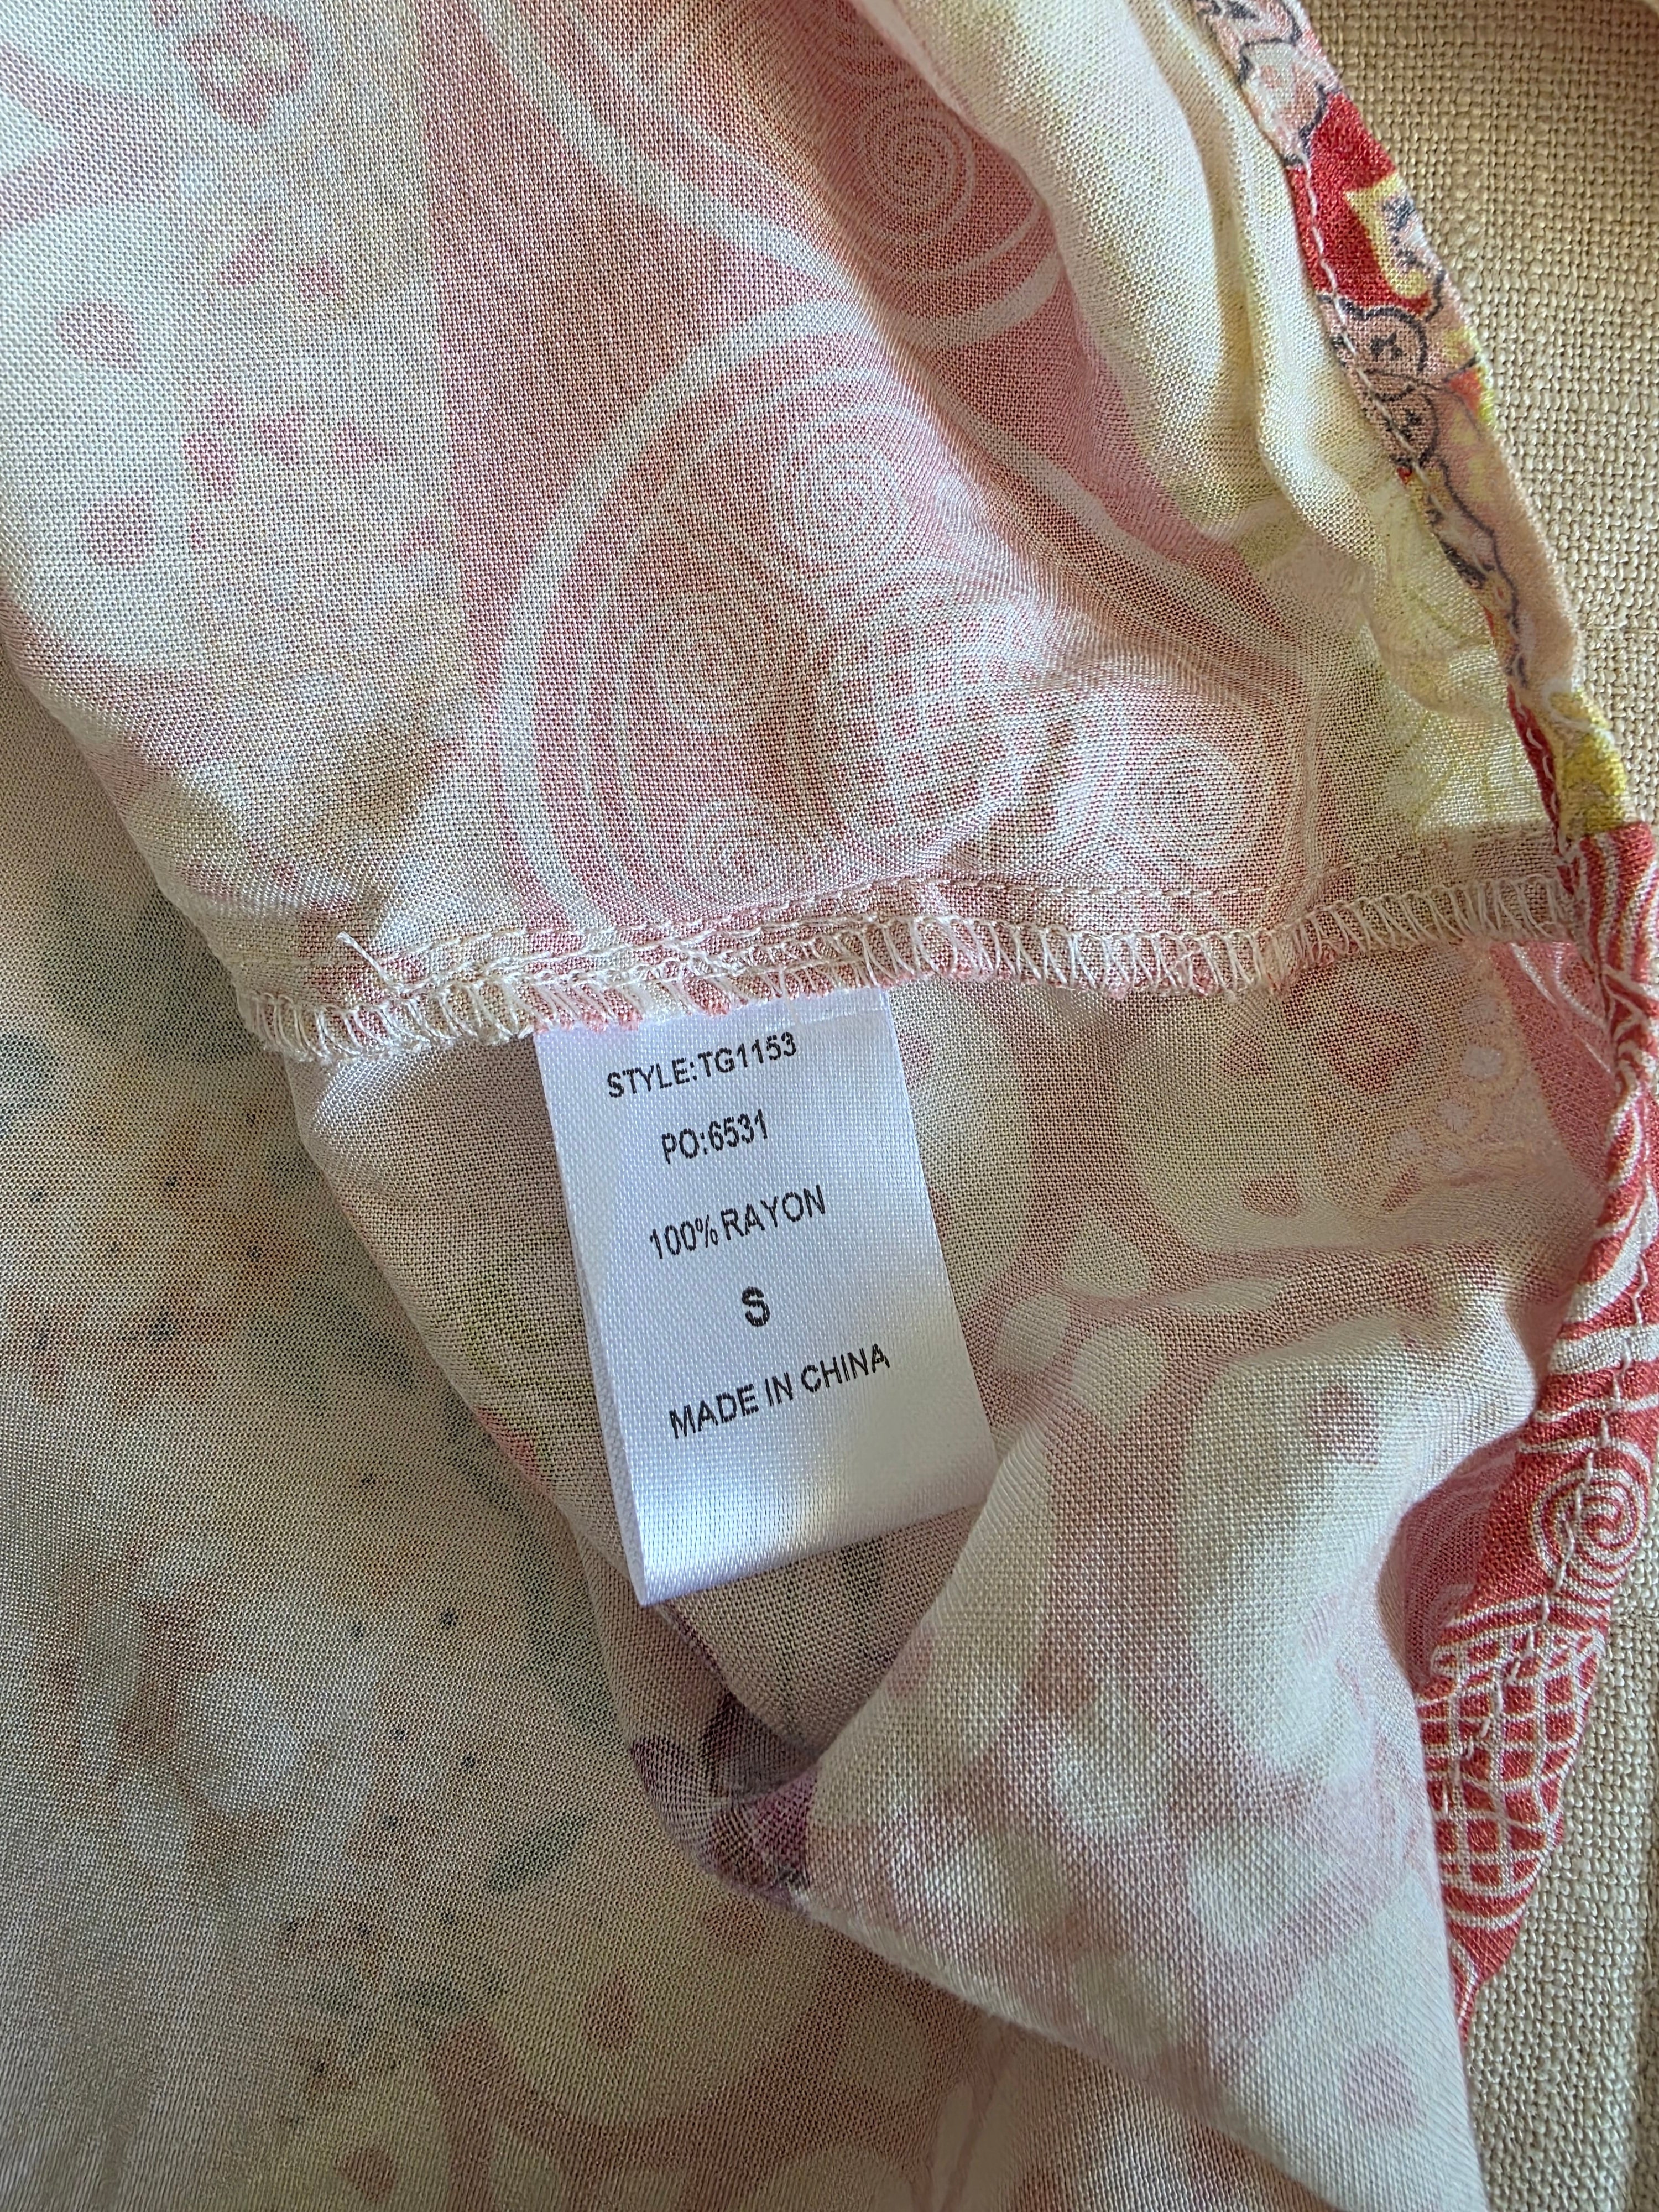 STYLE:TG1153
PO:6531
100%RAYON
S
MADE IN CHINA